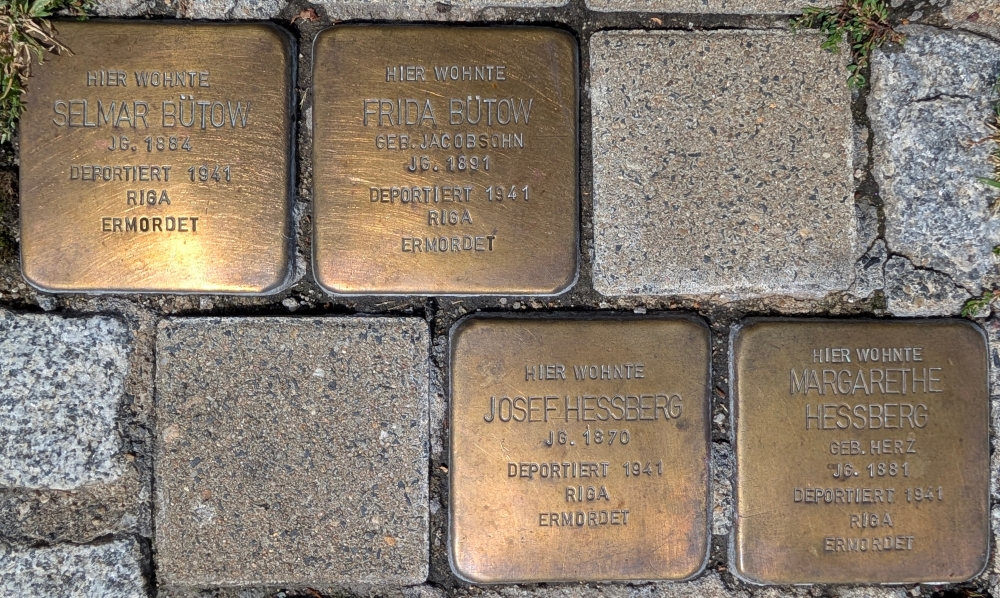 HIER WOHNTE
SELMAR BÜTOW
JG. 1884
DEPORTIERT 1941
RIGA
ERMORDET
HIER WOHNTE
FRIDA BÜTOW
GEB. JACOBSOHN
JG. 1891
DEPORTIERT 1941
RIGA
ERMORDET
HIER WOHNTE
JOSEF HESSBERG
JG. 1870
DEPORTIERT 1941
RIGA
ERMORDET
HIER WOHNTE
MARGARETHE
HESSBERG
GEB. HERZ
JG. 1881
DEPORTIERT 1941
RIGA
ERMORDET